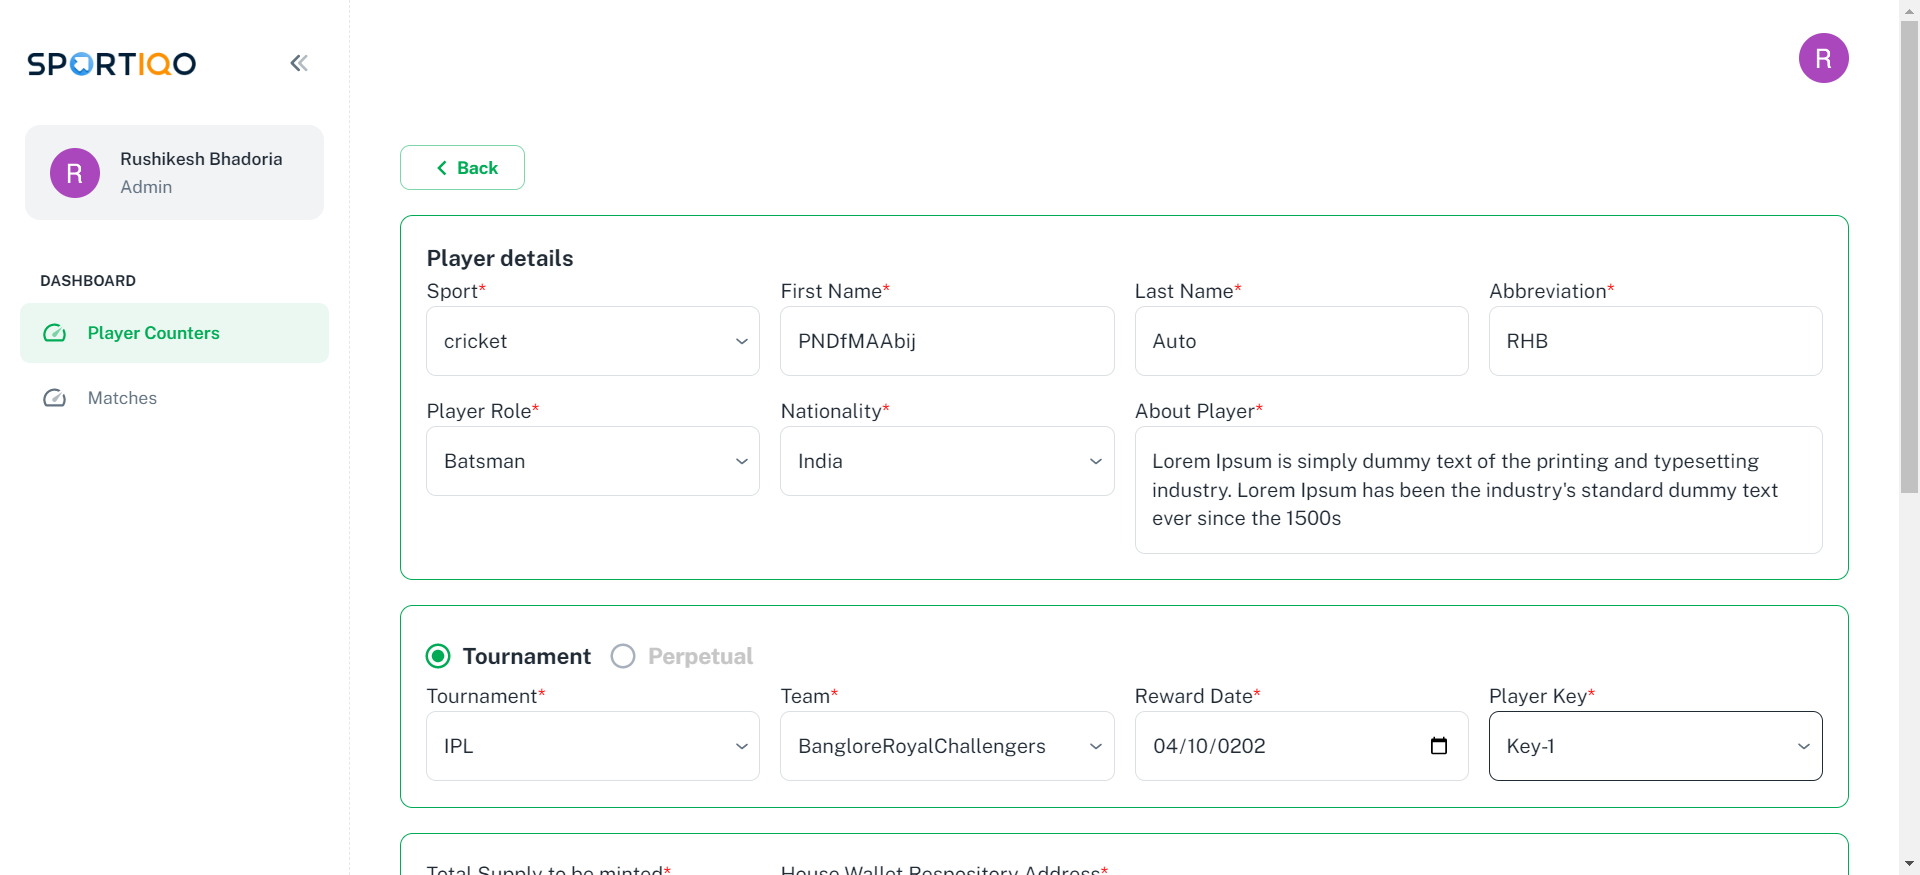 SPORTIQO
R
R
Rushikesh Bhadoria
Admin
DASHBOARD
Player Counters
Matches
Back
Player details
Sport* First Name* Last Name* Abbreviation*
cricket PNDfMAAbij Auto RHB
Player Role* Nationality* About Player*
Batsman India Lorem Ipsum is simply dummy text of the printing and typesetting
industry. Lorem Ipsum has been the industry's standard dummy text
ever since the 1500s
Tournament Perpetual
Tournament* Team* Reward Date* Player Key*
IPL BangloreRoyalChallengers 04/10/0202 Key-1
Total Supply to be minted* House Wallet Respository Address*